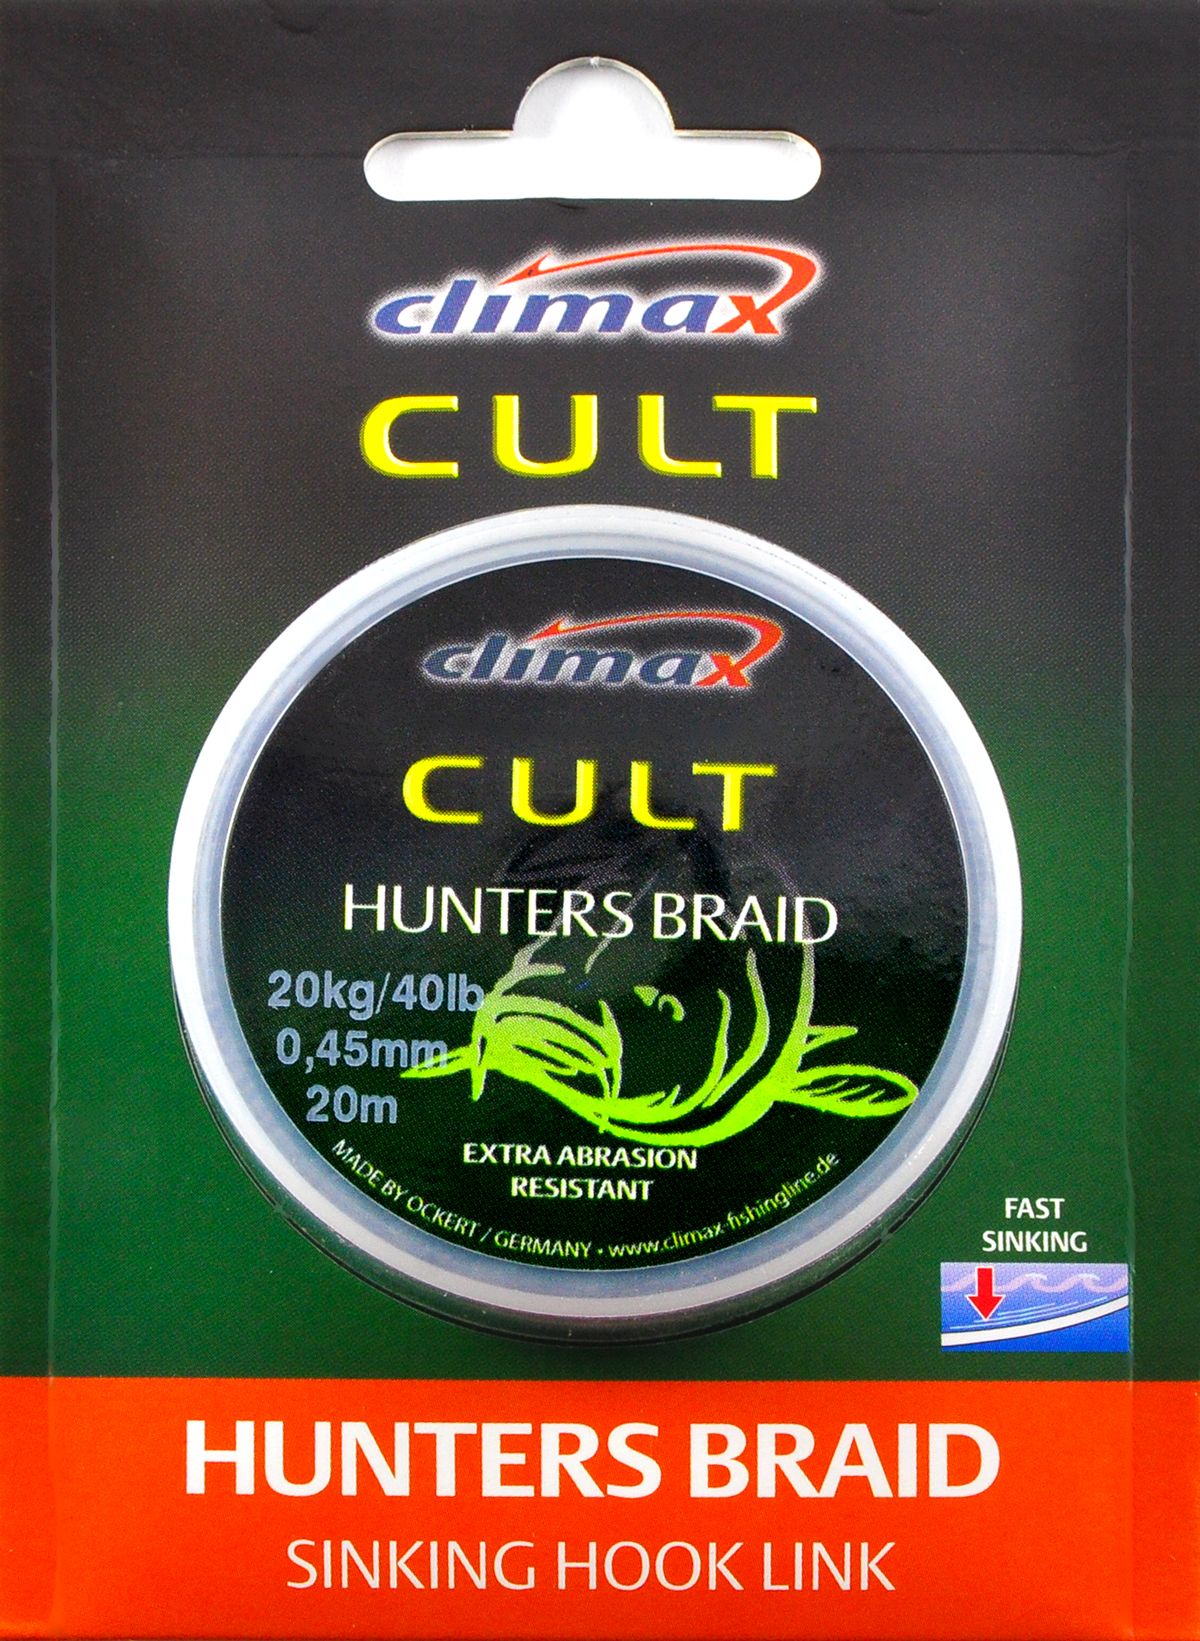 climax
CULT
climax
CULT
HUNTERS BRAID
20kg/40lb
0,45mm
20m
EXTRA ABRASION
RESISTANT
MADE BY OCKERT / GERMANY • www.climax-fishingline.de
FAST
SINKING
HUNTERS BRAID
SINKING HOOK LINK